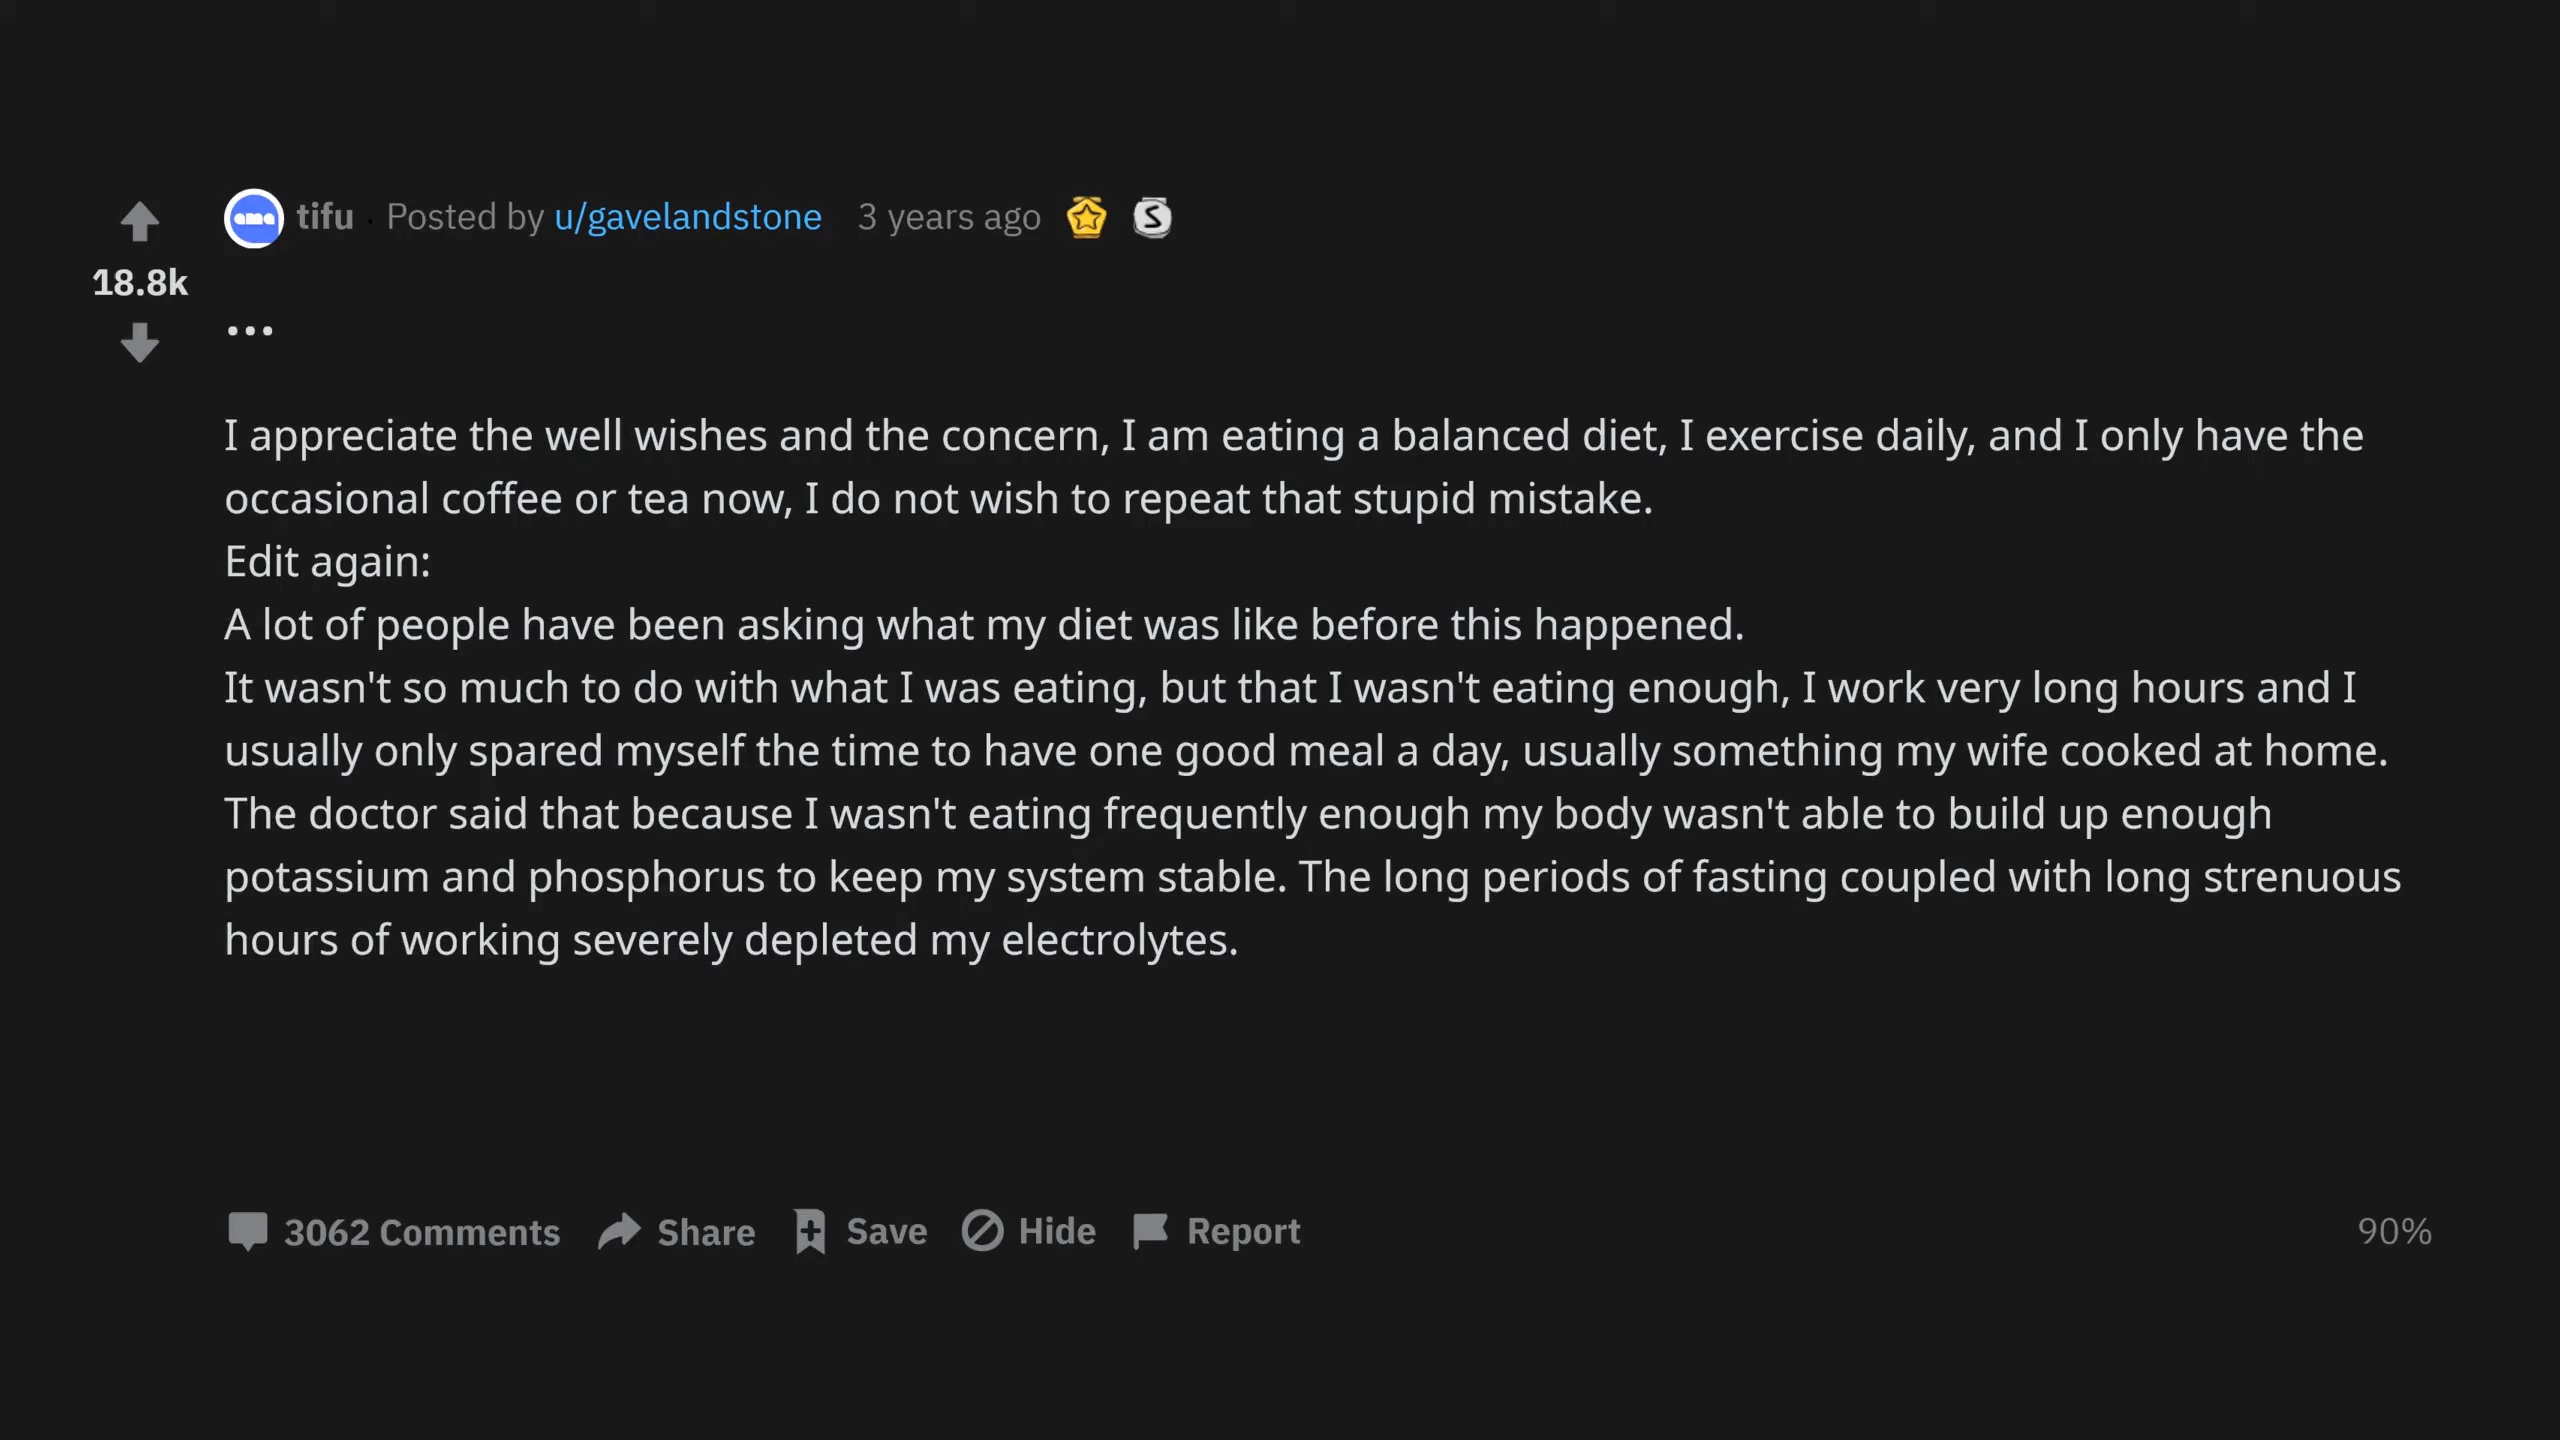 tifu · Posted by u/gavelandstone 3 years ago
18.8k
...
I appreciate the well wishes and the concern, I am eating a balanced diet, I exercise daily, and I only have the
occasional coffee or tea now, I do not wish to repeat that stupid mistake.
Edit again:
A lot of people have been asking what my diet was like before this happened.
It wasn't so much to do with what I was eating, but that I wasn't eating enough, I work very long hours and I
usually only spared myself the time to have one good meal a day, usually something my wife cooked at home.
The doctor said that because I wasn't eating frequently enough my body wasn't able to build up enough
potassium and phosphorus to keep my system stable. The long periods of fasting coupled with long strenuous
hours of working severely depleted my electrolytes.
3062 Comments Share Save Hide Report 90%